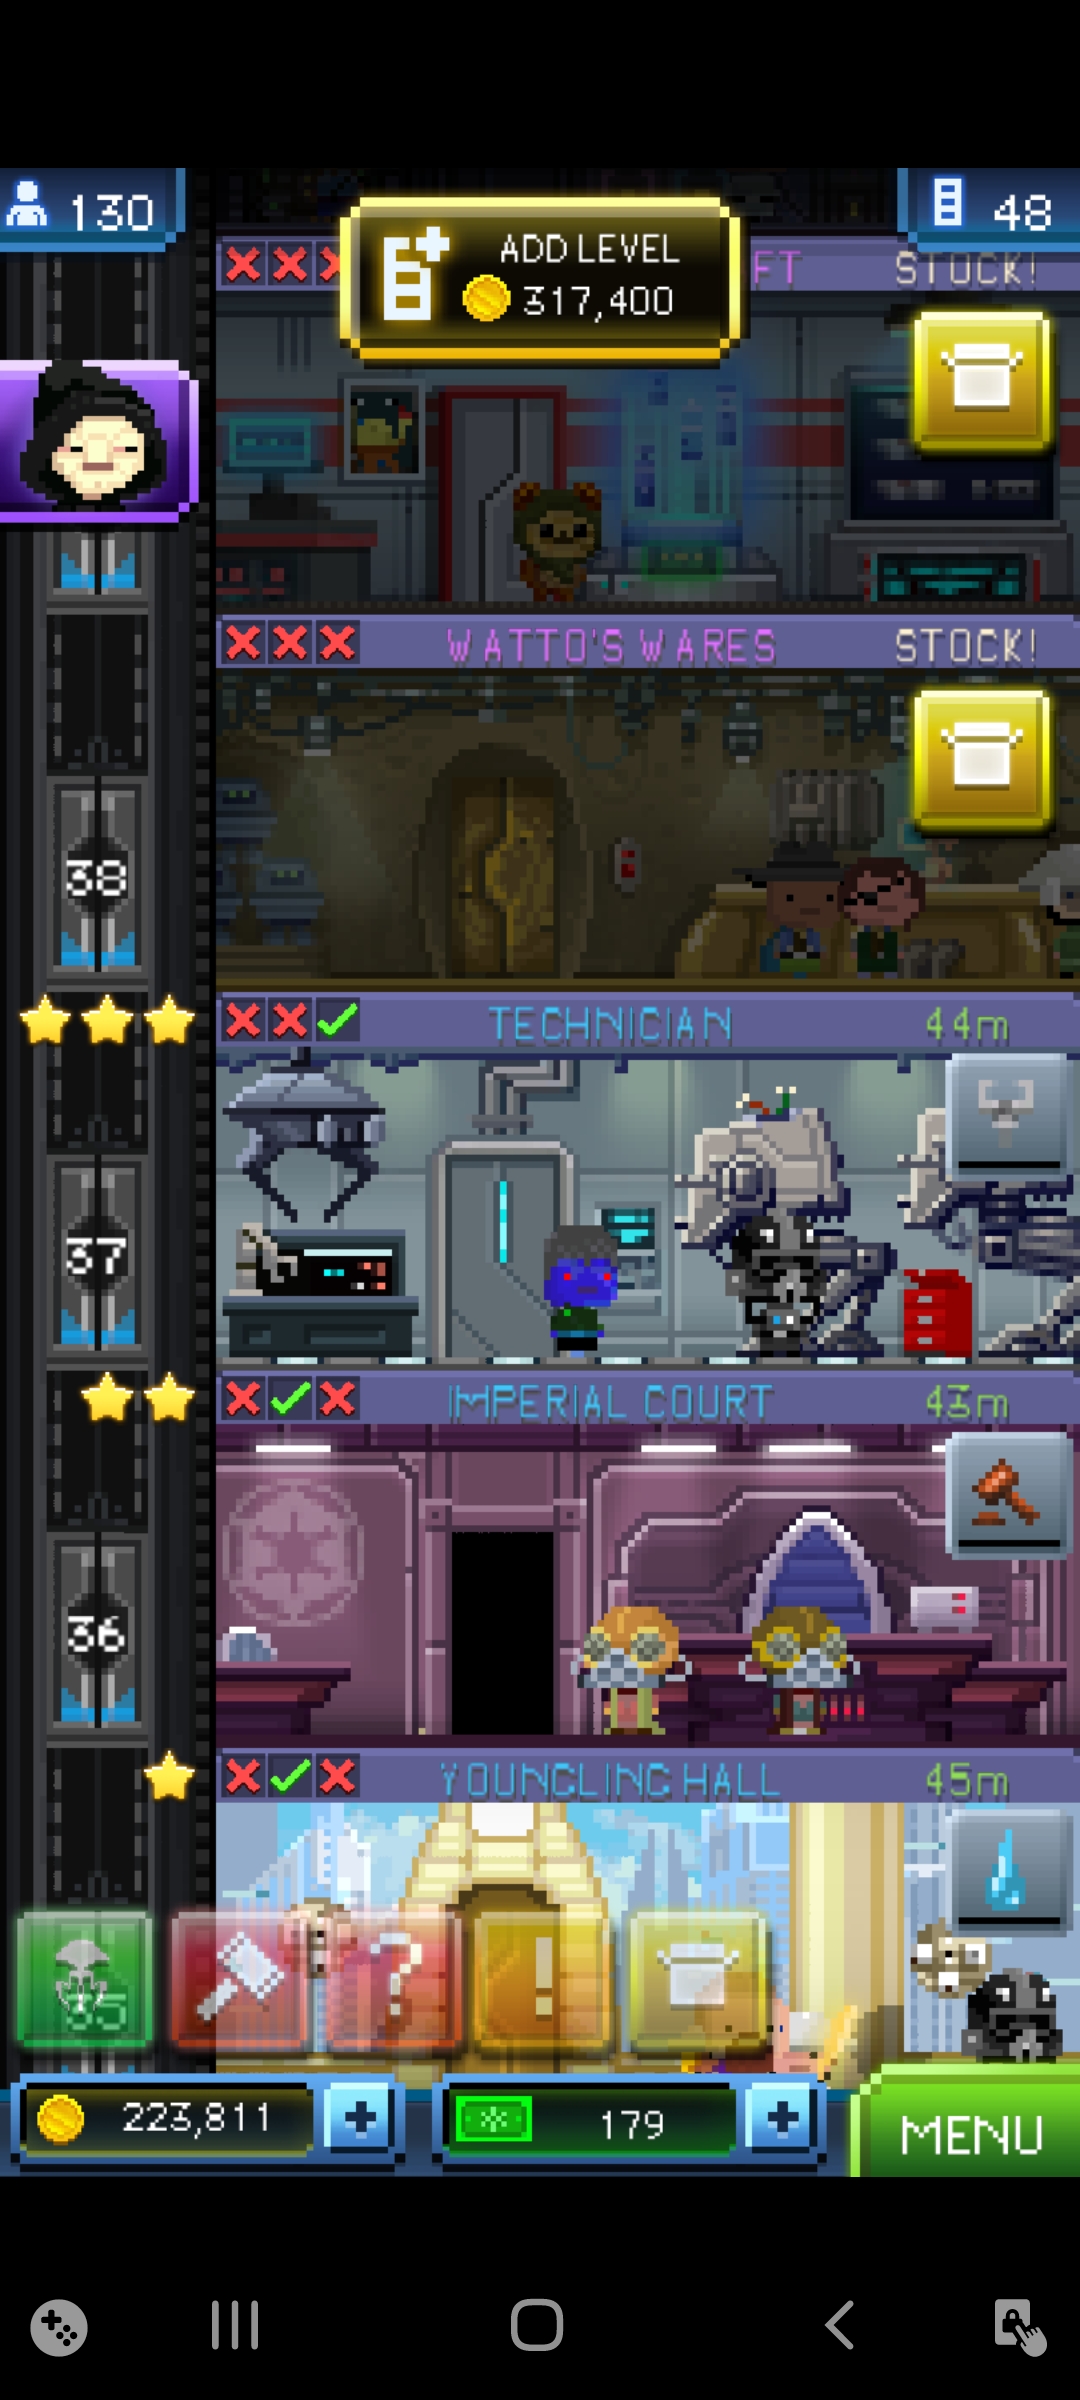 130
ADD LEVEL
317,400
48
FT
STOCK!
WATTO'S WARES
STOCK!
38
TECHNICIAN
44m
37
IMPERIAL COURT
43m
36
YOUNGLING HALL
45m
35
?
!
223,811
+
179
+
MENU